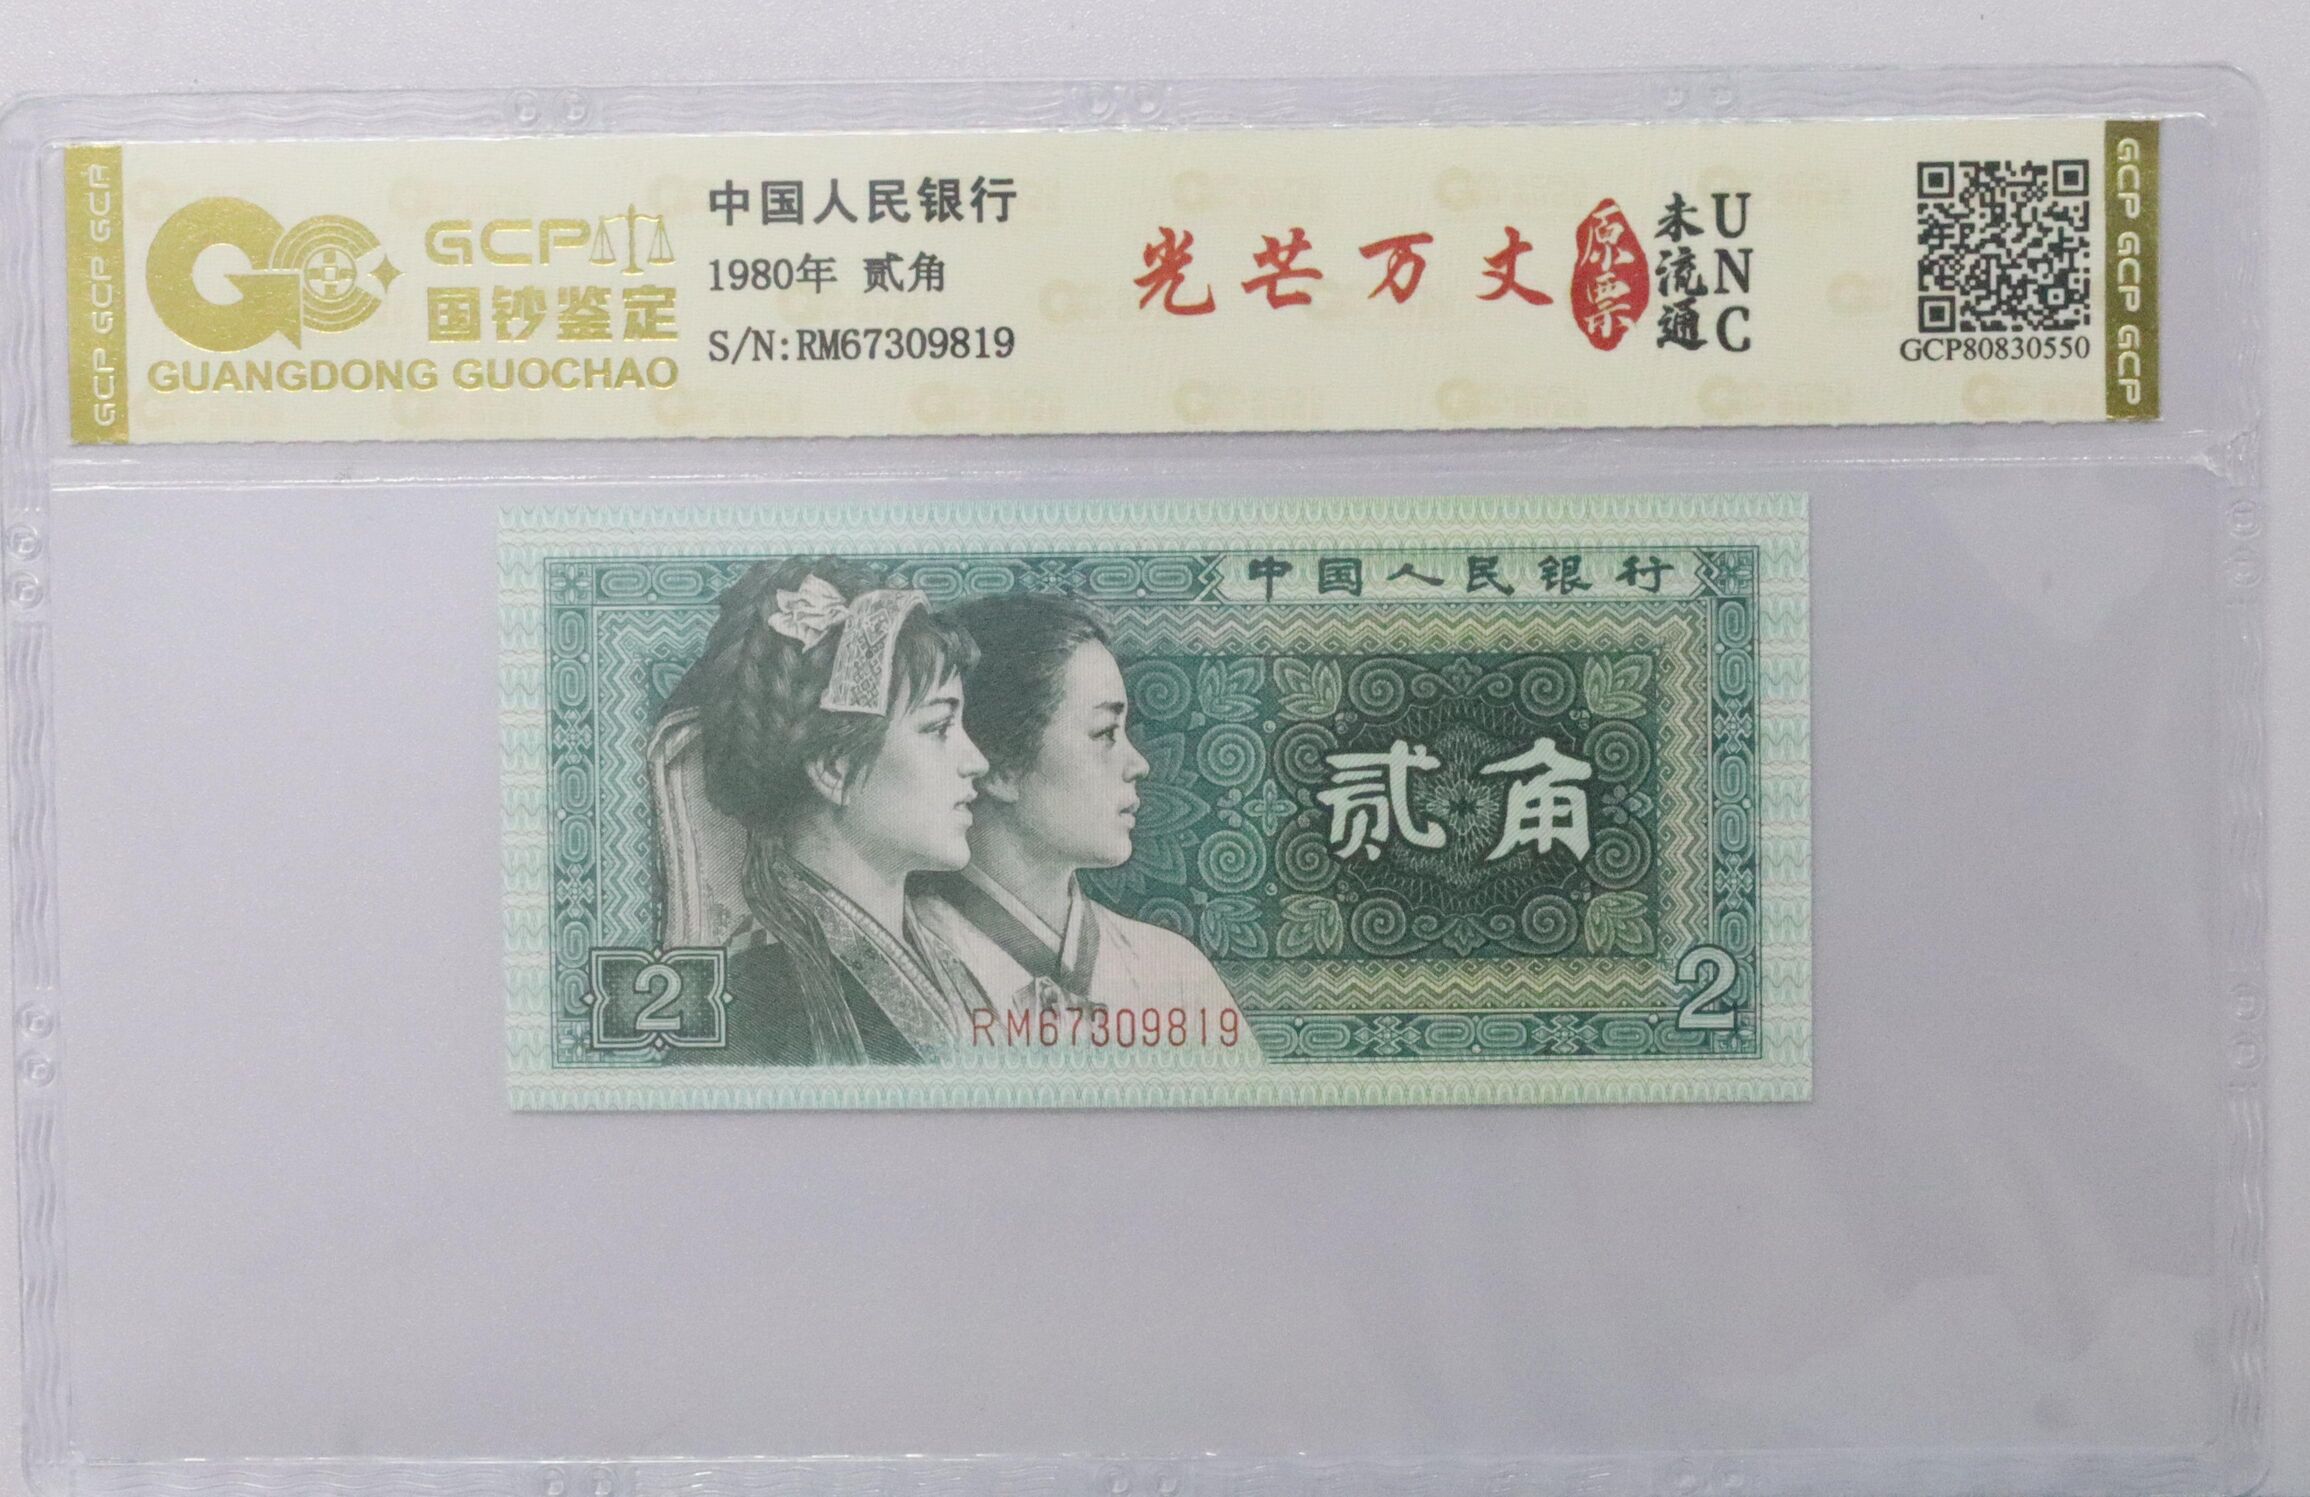 GCP GCP GCP
GCP
国钞鉴定
GUANGDONG GUOCHAO
中国人民银行
1980年 贰角
S/N:RM67309819
光芒万丈
原票
未流通
UNC
GCP80830550
GCP GCP GCP
中国人民银行
贰角
2
2
RM67309819